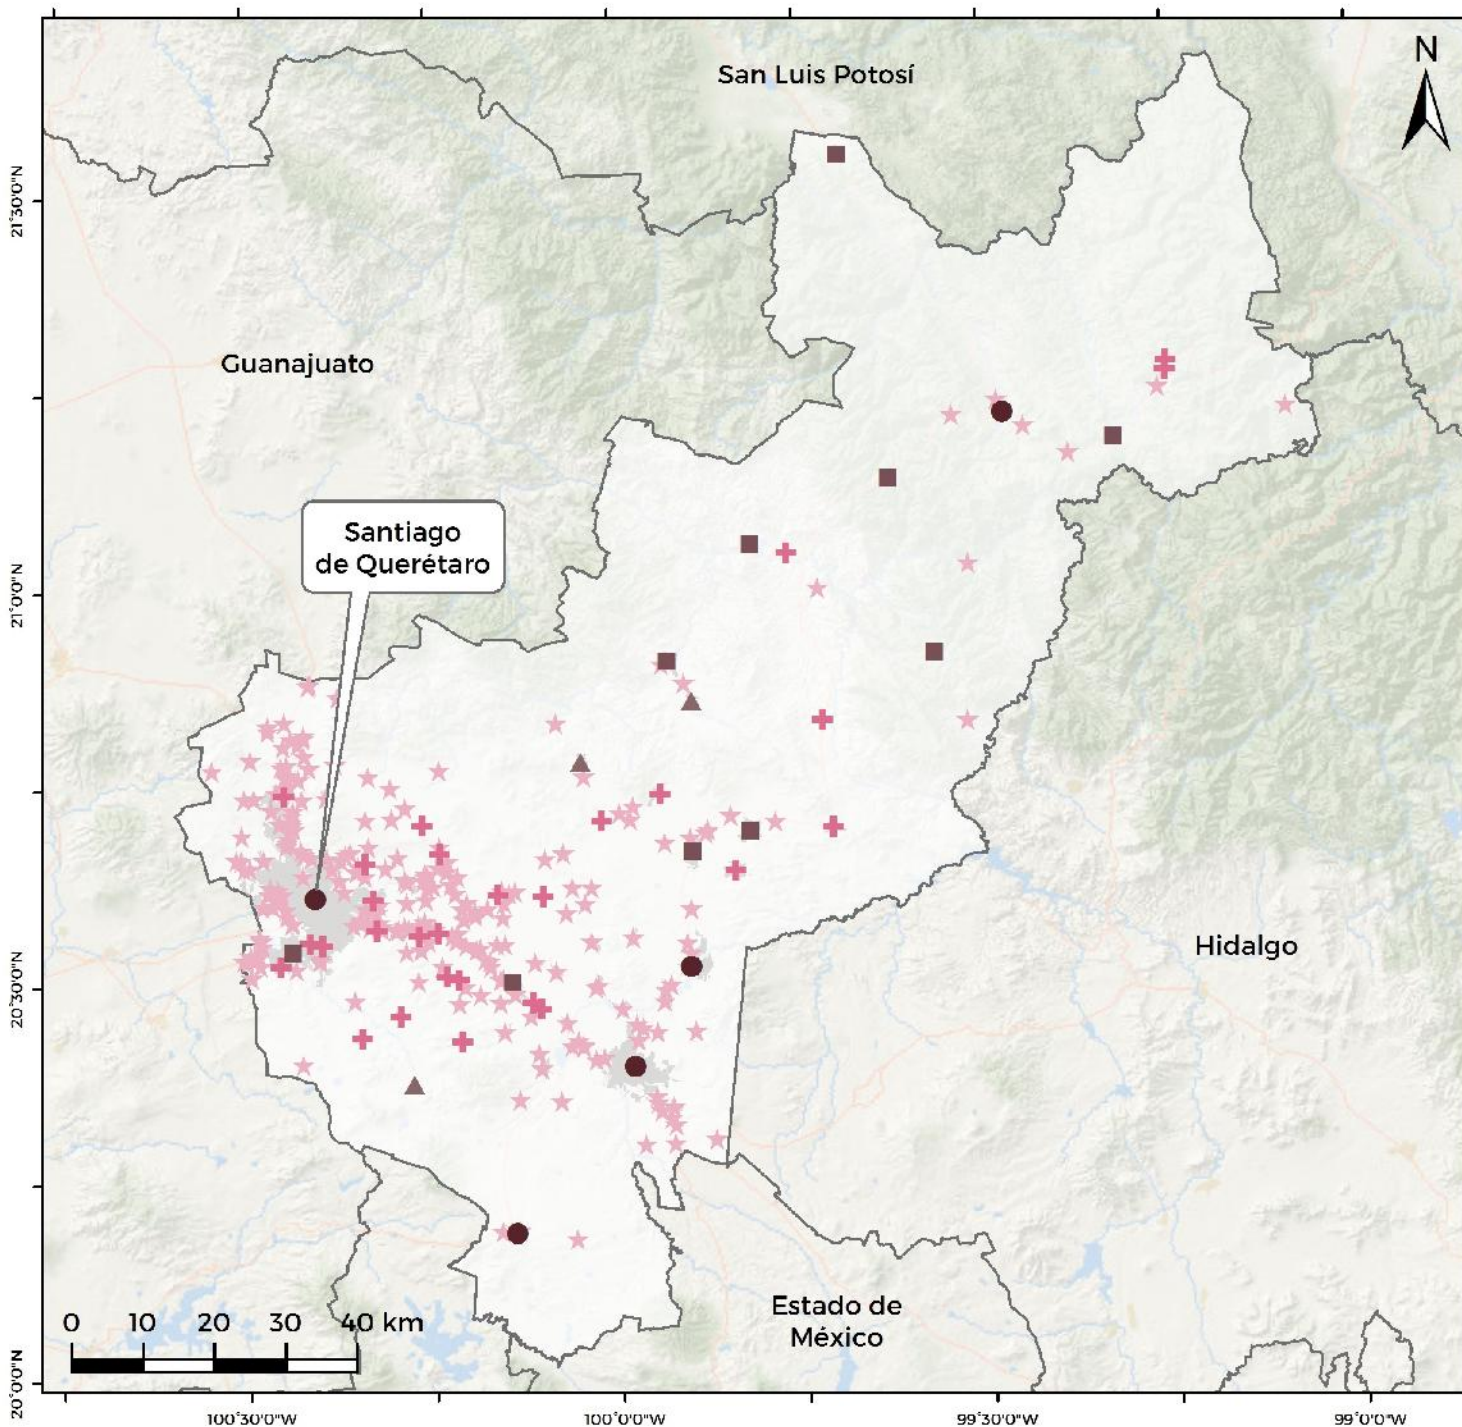 San Luis Potosí
N
21°30'0"N
Guanajuato
Santiago
de Querétaro
21°0'0"N
Hidalgo
20°30'0"N
Estado de
México
0 10 20 30 40 km
20°0'0"N
100°30'0"W 100°0'0"W 99°30'0"W 99°0'0"W